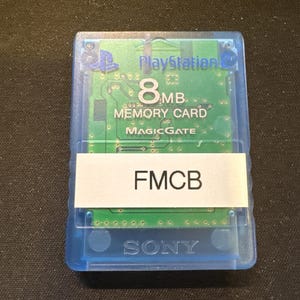 PlayStation 2
8MB
MEMORY CARD
MAGICGATE
FMCB
SONY